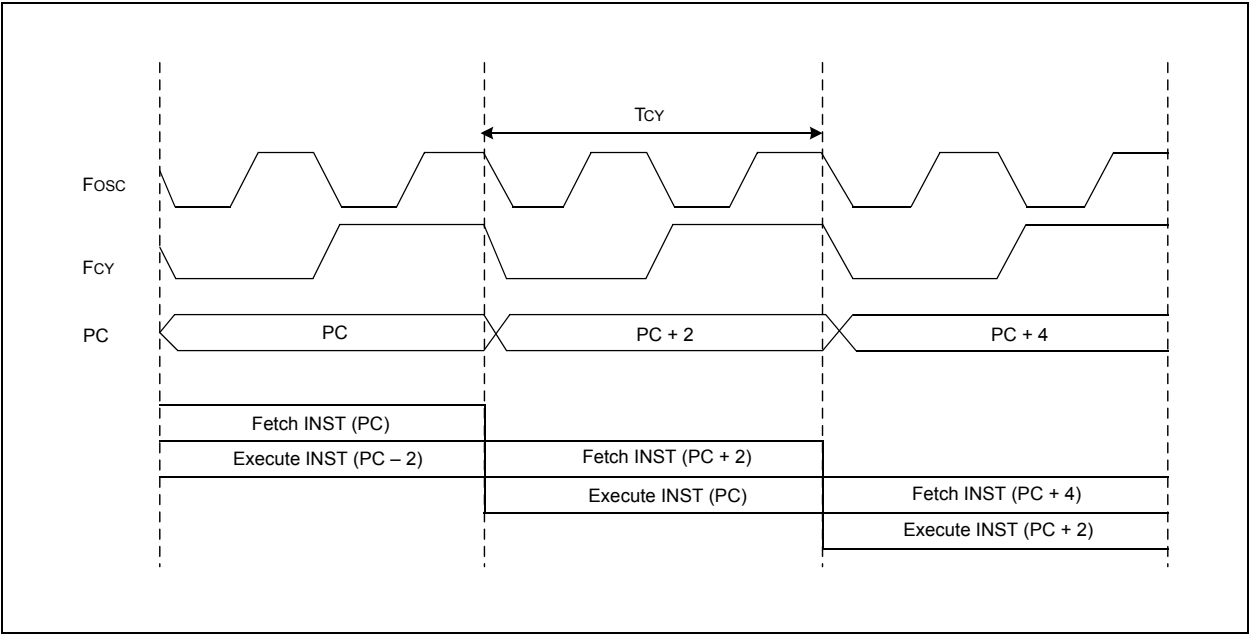 TCY
FOSC
FCY
PC
PC
PC + 2
PC + 4
Fetch INST (PC)
Execute INST (PC – 2)
Fetch INST (PC + 2)
Execute INST (PC)
Fetch INST (PC + 4)
Execute INST (PC + 2)